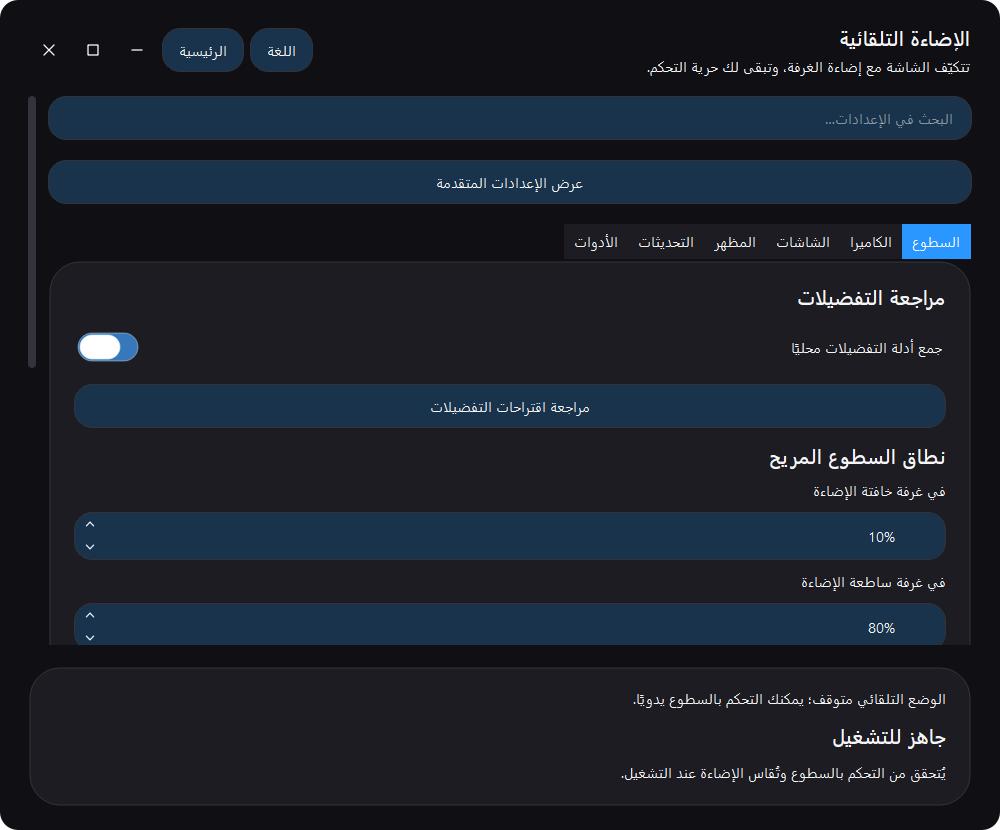 الإضاءة التلقائية
تتكيّف الشاشة مع إضاءة الغرفة، وتبقى لك حرية التحكم.
اللغة
الرئيسية
البحث في الإعدادات...
عرض الإعدادات المتقدمة
السطوع الكاميرا الشاشات المظهر التحديثات الأدوات
مراجعة التفضيلات
جمع أدلة التفضيلات محليًا
مراجعة اقتراحات التفضيلات
نطاق السطوع المريح
في غرفة خافتة الإضاءة
10%
في غرفة ساطعة الإضاءة
80%
الوضع التلقائي متوقف؛ يمكنك التحكم بالسطوع يدويًا.
جاهز للتشغيل
يُتحقق من التحكم بالسطوع وتُقاس الإضاءة عند التشغيل.